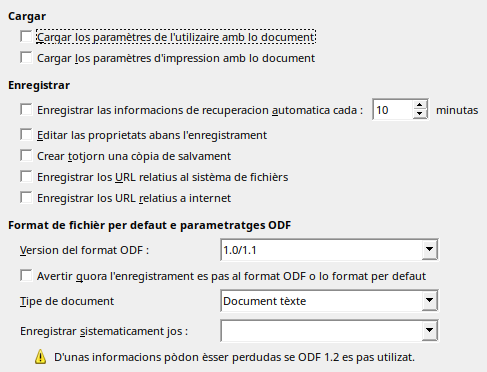 Cargar
Cargar los paramètres de l'utilizaire amb lo document
Cargar los paramètres d'impression amb lo document
Enregistrar
Enregistrar las informacions de recuperacion automatica cada : 10 minutas
Editar las proprietats abans l'enregistrament
Crear totjorn una còpia de salvament
Enregistrar los URL relatius al sistèma de fichièrs
Enregistrar los URL relatius a internet
Format de fichièr per defaut e parametratges ODF
Version del format ODF : 1.0/1.1
Avertir quora l'enregistrament es pas al format ODF o lo format per defaut
Tipe de document Document tèxte
Enregistrar sistematicament jos :
D'unas informacions pòdon èsser perdudas se ODF 1.2 es pas utilizat.